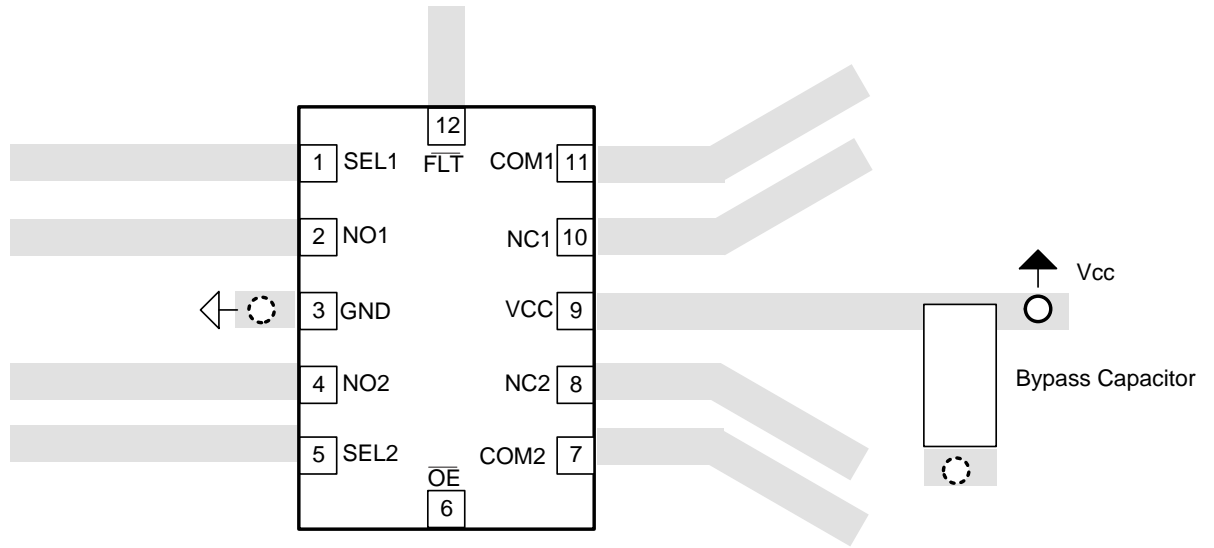 12
FLT
1 SEL1
COM1 11
2 NO1
NC1 10
3 GND
VCC 9
Vcc
4 NO2
NC2 8
Bypass Capacitor
5 SEL2
COM2 7
OE
6